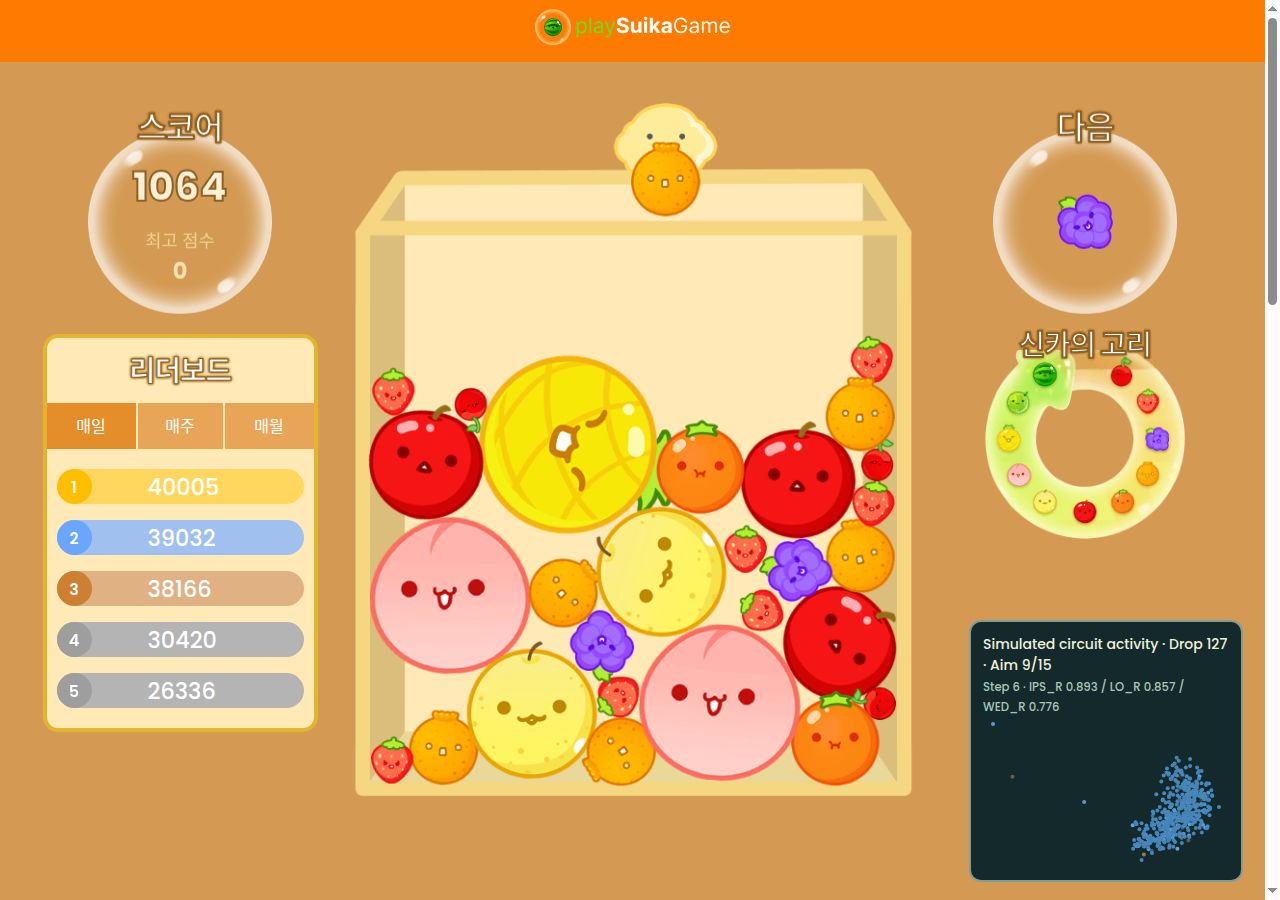 playSuikaGame
스코어
1064
최고 점수
0
리더보드
매일 매주 매월
1 40005
2 39032
3 38166
4 30420
5 26336
다음
신카의 고리
Simulated circuit activity · Drop 127
· Aim 9/15
Step 6 · IPS_R 0.893 / LO_R 0.857 /
WED_R 0.776